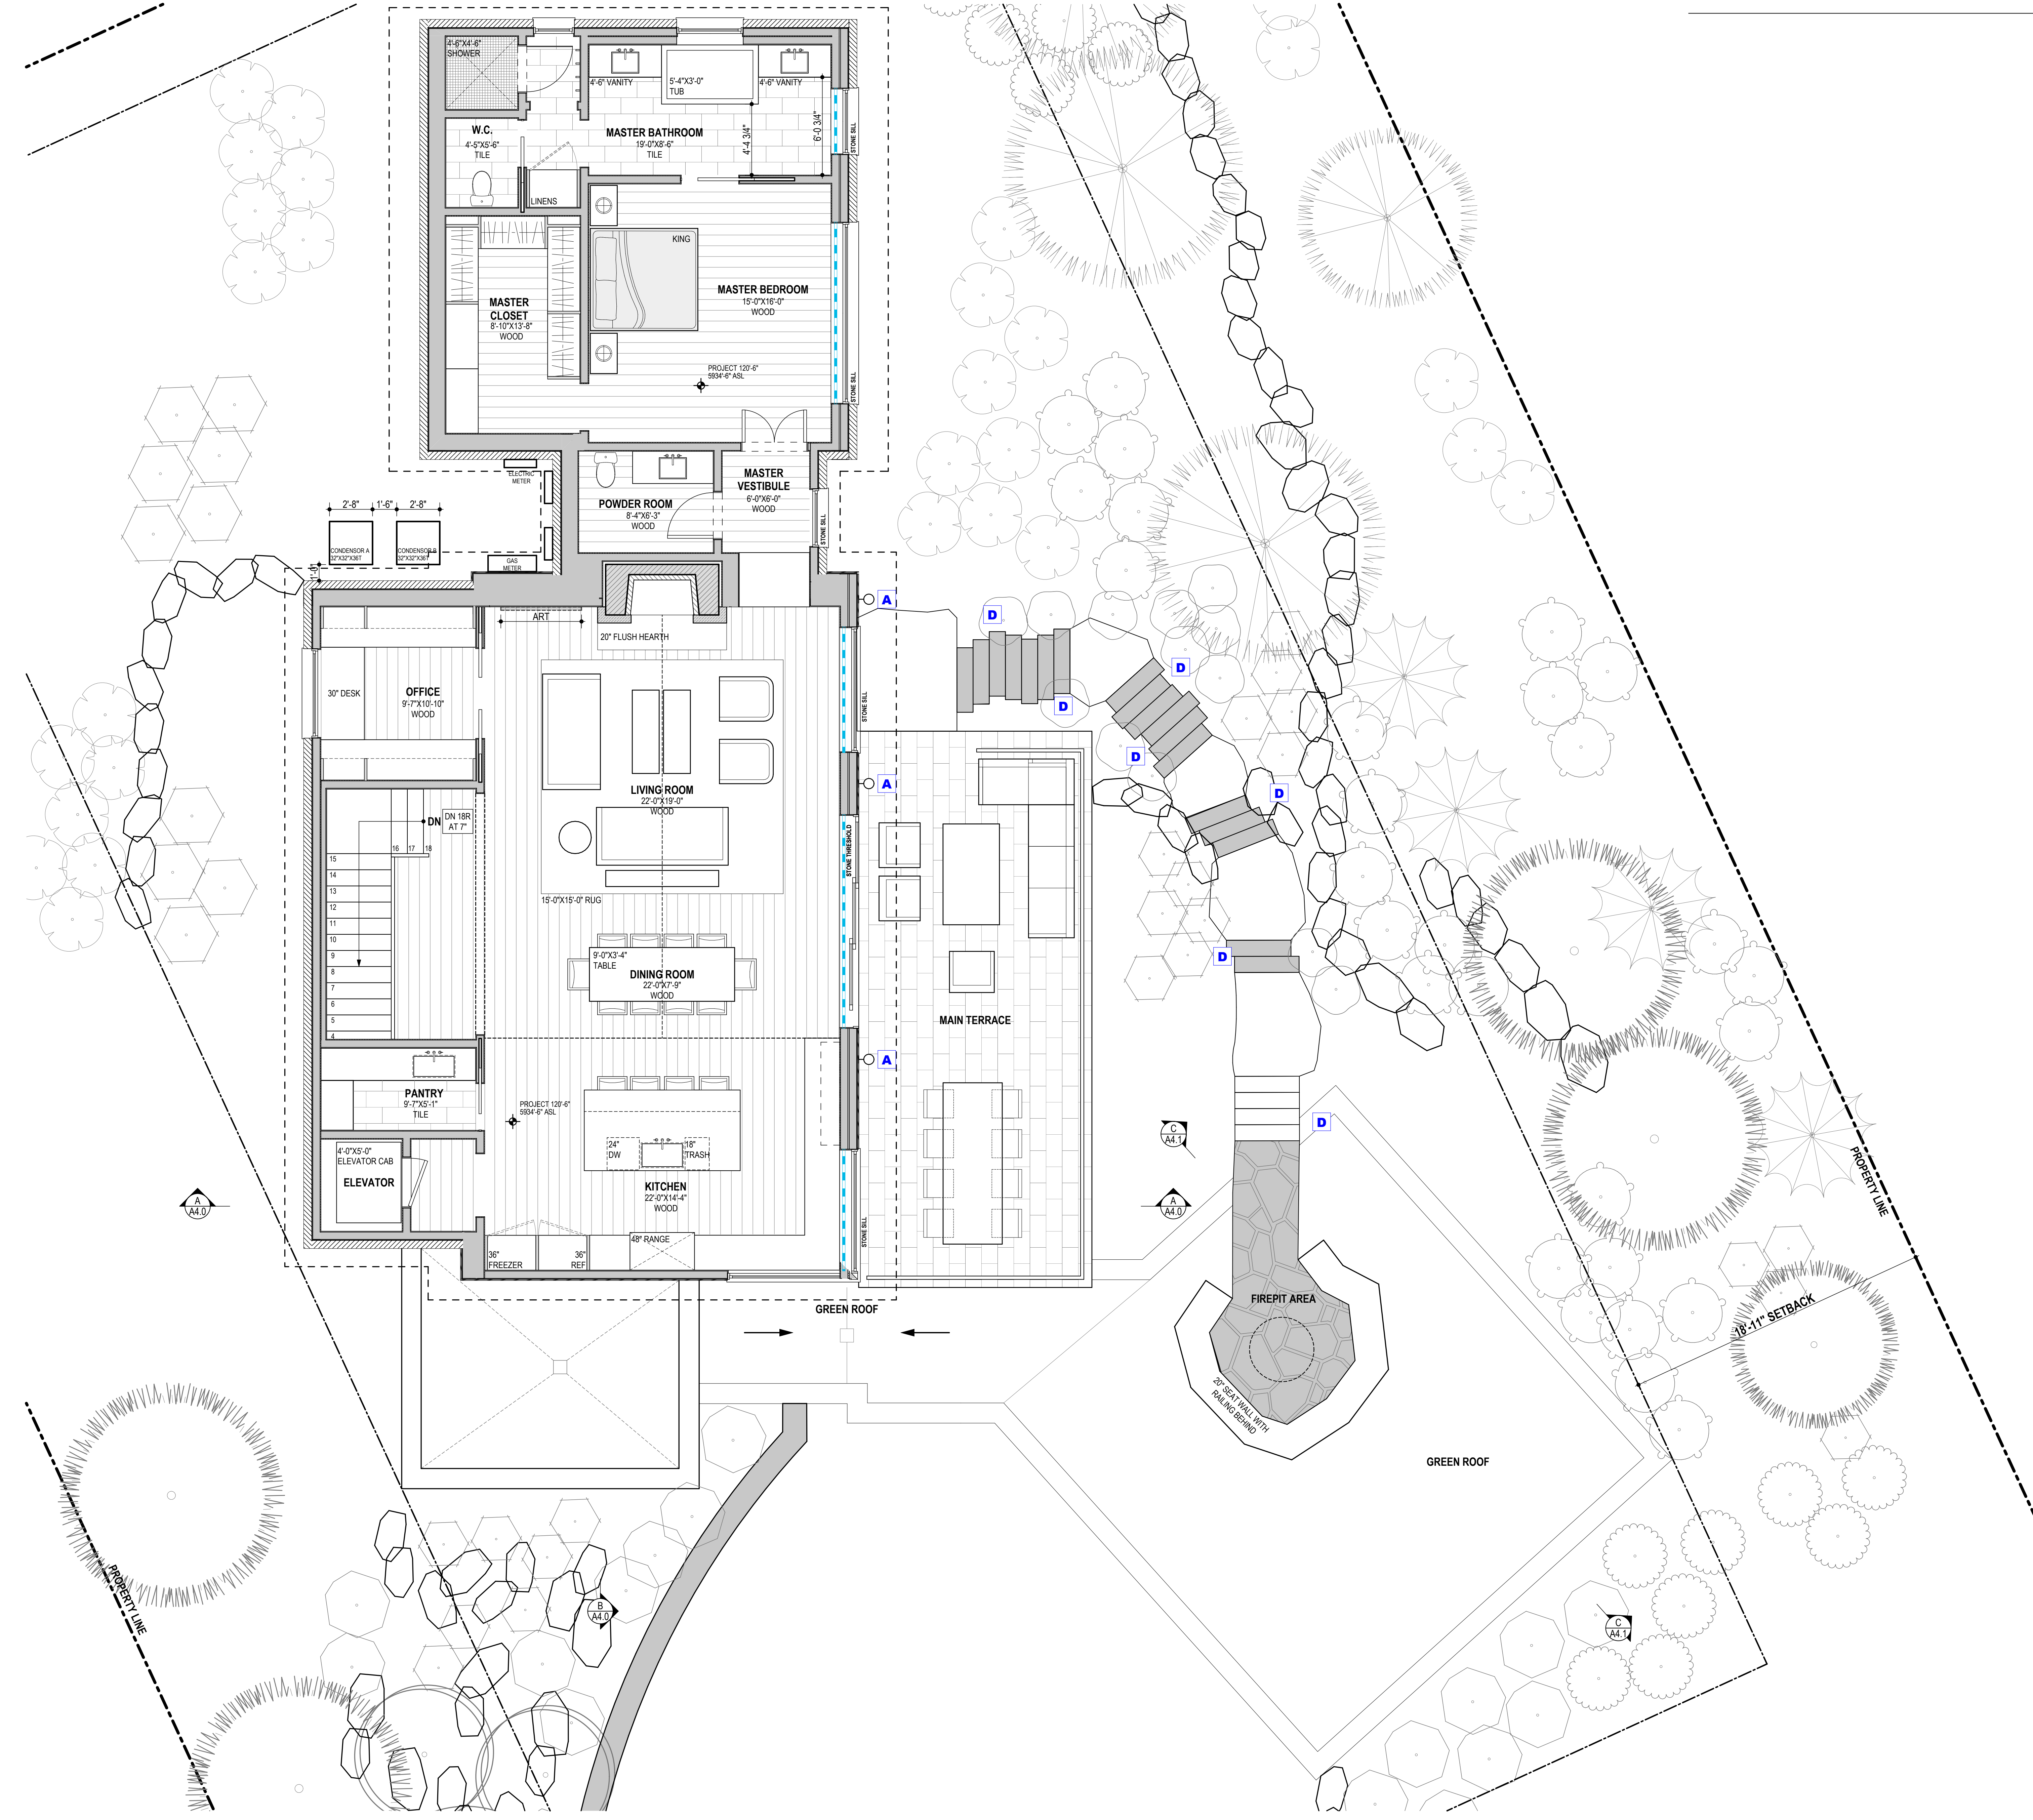 4'-6"X4'-6"
SHOWER
4'-6" VANITY
5'-4"X3'-0"
TUB
4'-6" VANITY
W.C.
4'-5"X5'-6"
TILE
MASTER BATHROOM
19'-0"X8'-6"
TILE
4'-4 3/4"
6'-0 3/4"
STONE SILL
LINENS
KING
MASTER
CLOSET
8'-10"X13'-8"
WOOD
MASTER BEDROOM
15'-0"X16'-0"
WOOD
PROJECT 120'-6"
5934'-6" ASL
STONE SILL
ELECTRIC
METER
MASTER
VESTIBULE
6'-0"X6'-0"
WOOD
POWDER ROOM
8'-4"X6'-3"
WOOD
STONE SILL
2'-8"
1'-6"
2'-8"
CONDENSOR A
32"X32"X36T
CONDENSOR B
32"X32"X36T
1'-0"
GAS
METER
A
ART
20" FLUSH HEARTH
D
D
D
30" DESK
OFFICE
9'-7"X10'-10"
WOOD
STONE SILL
D
A
D
LIVING ROOM
22'-0"X19'-0"
WOOD
DN
DN 18R
AT 7"
STONE THRESHOLD
16
17
18
15
14
13
12
11
10
9
8
7
6
5
4
15'-0"X15'-0" RUG
9'-0"X3'-4"
TABLE
DINING ROOM
22'-0"X7'-9"
WOOD
D
MAIN TERRACE
A
PANTRY
9'-7"X5'-1"
TILE
PROJECT 120'-6"
5934'-6" ASL
D
C
A4.1
24"
DW
18"
TRASH
4'-0"X5'-0"
ELEVATOR CAB
ELEVATOR
KITCHEN
22'-0"X14'-4"
WOOD
PROPERTY LINE
A
A4.0
A
A4.0
48" RANGE
STONE SILL
36"
FREEZER
36"
REF
GREEN ROOF
FIREPIT AREA
18'-11" SETBACK
20" SEAT WALL WITH
RAILING BEHIND
GREEN ROOF
PROPERTY LINE
B
A4.0
C
A4.1